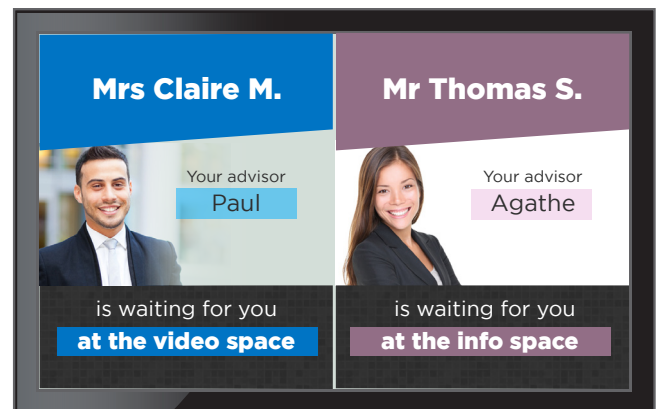 Mrs Claire M.
Your advisor
Paul
is waiting for you
at the video space
Mr Thomas S.
Your advisor
Agathe
is waiting for you
at the info space